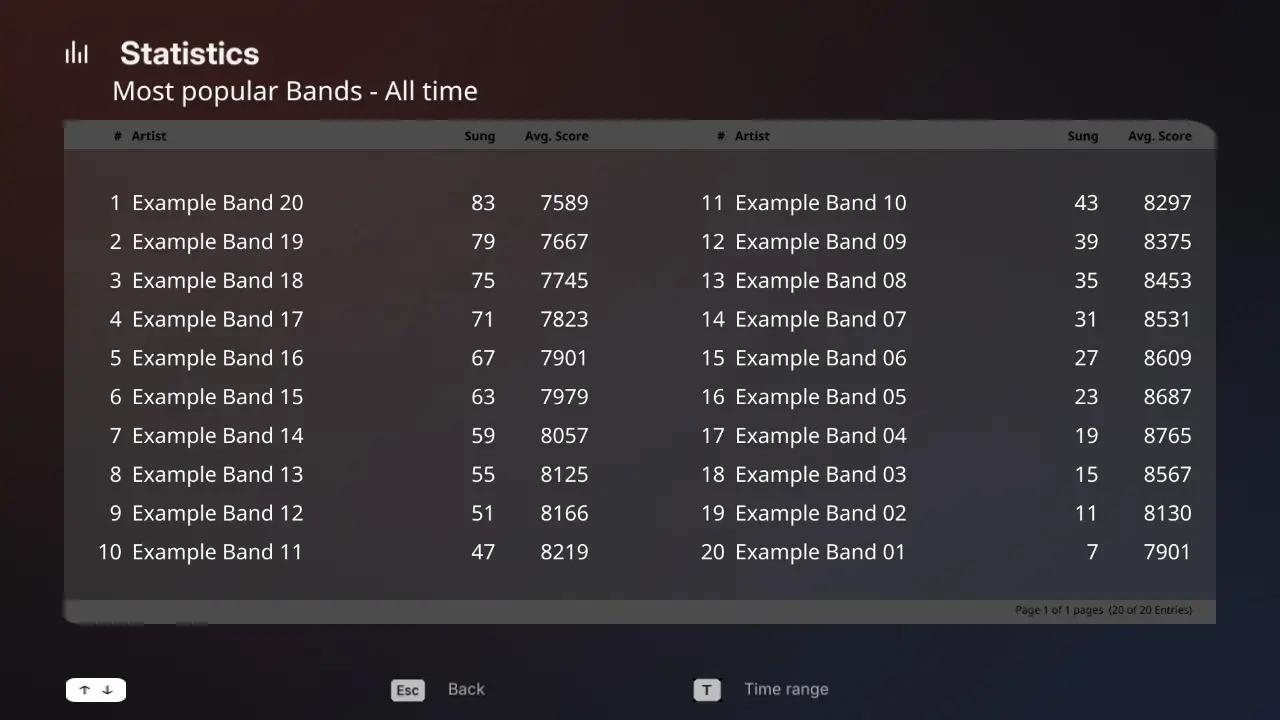 Statistics
Most popular Bands - All time
# Artist Sung Avg. Score # Artist Sung Avg. Score
1 Example Band 20 83 7589 11 Example Band 10 43 8297
2 Example Band 19 79 7667 12 Example Band 09 39 8375
3 Example Band 18 75 7745 13 Example Band 08 35 8453
4 Example Band 17 71 7823 14 Example Band 07 31 8531
5 Example Band 16 67 7901 15 Example Band 06 27 8609
6 Example Band 15 63 7979 16 Example Band 05 23 8687
7 Example Band 14 59 8057 17 Example Band 04 19 8765
8 Example Band 13 55 8125 18 Example Band 03 15 8567
9 Example Band 12 51 8166 19 Example Band 02 11 8130
10 Example Band 11 47 8219 20 Example Band 01 7 7901
Page 1 of 1 pages (20 of 20 Entries)
↑ ↓ Esc Back T Time range